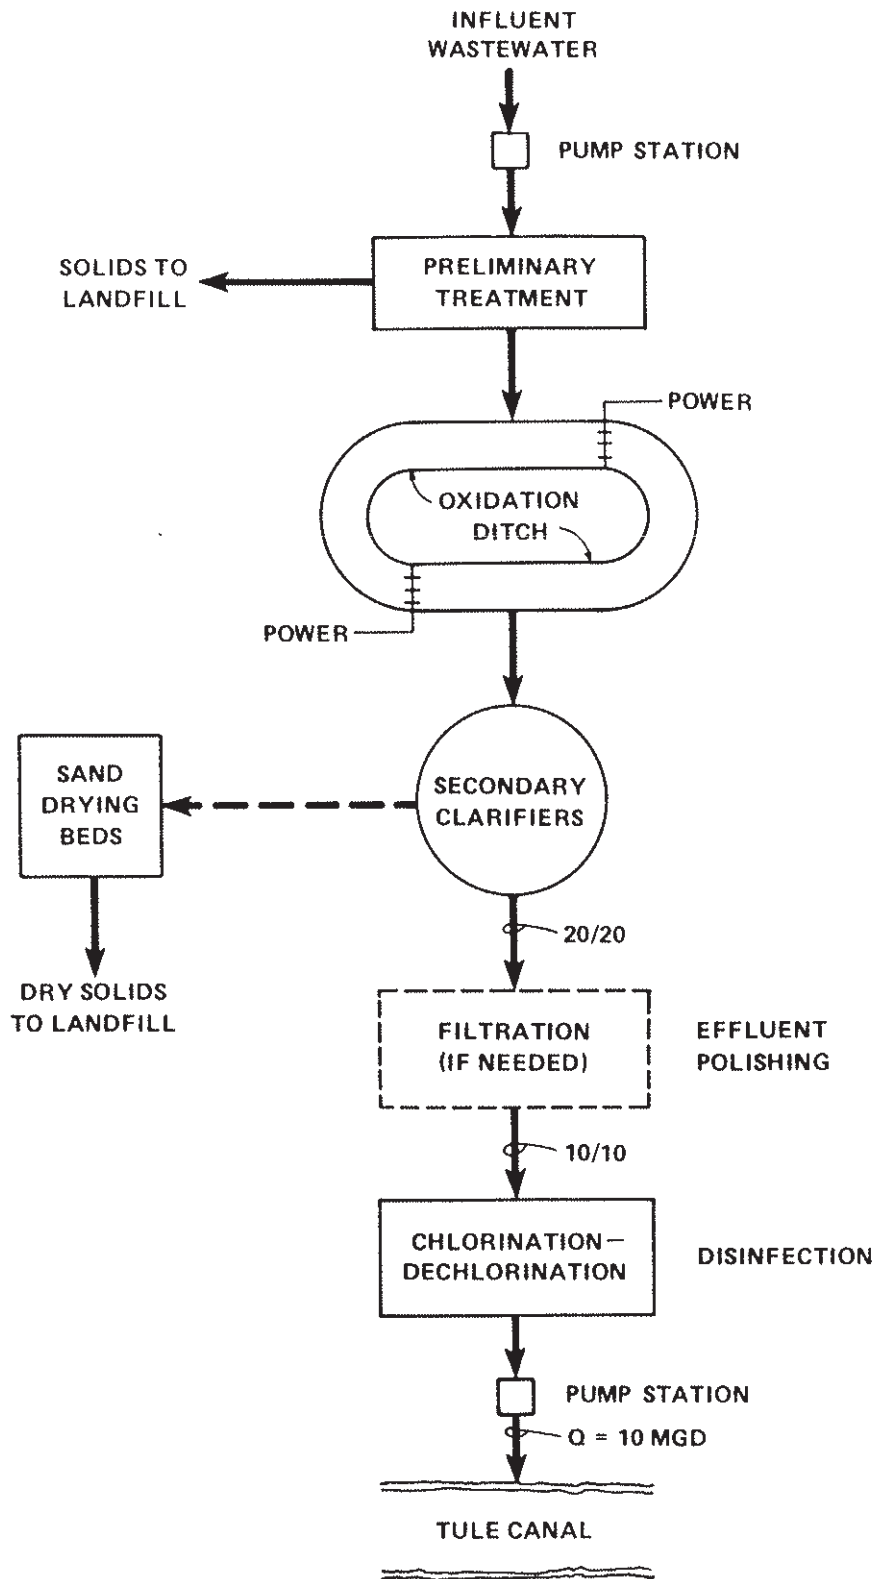 INFLUENT
WASTEWATER
PUMP STATION
PRELIMINARY
TREATMENT
SOLIDS TO
LANDFILL
POWER
OXIDATION
DITCH
POWER
SECONDARY
CLARIFIERS
SAND
DRYING
BEDS
DRY SOLIDS
TO LANDFILL
20/20
FILTRATION
(IF NEEDED)
EFFLUENT
POLISHING
10/10
CHLORINATION—
DECHLORINATION
DISINFECTION
PUMP STATION
Q = 10 MGD
TULE CANAL